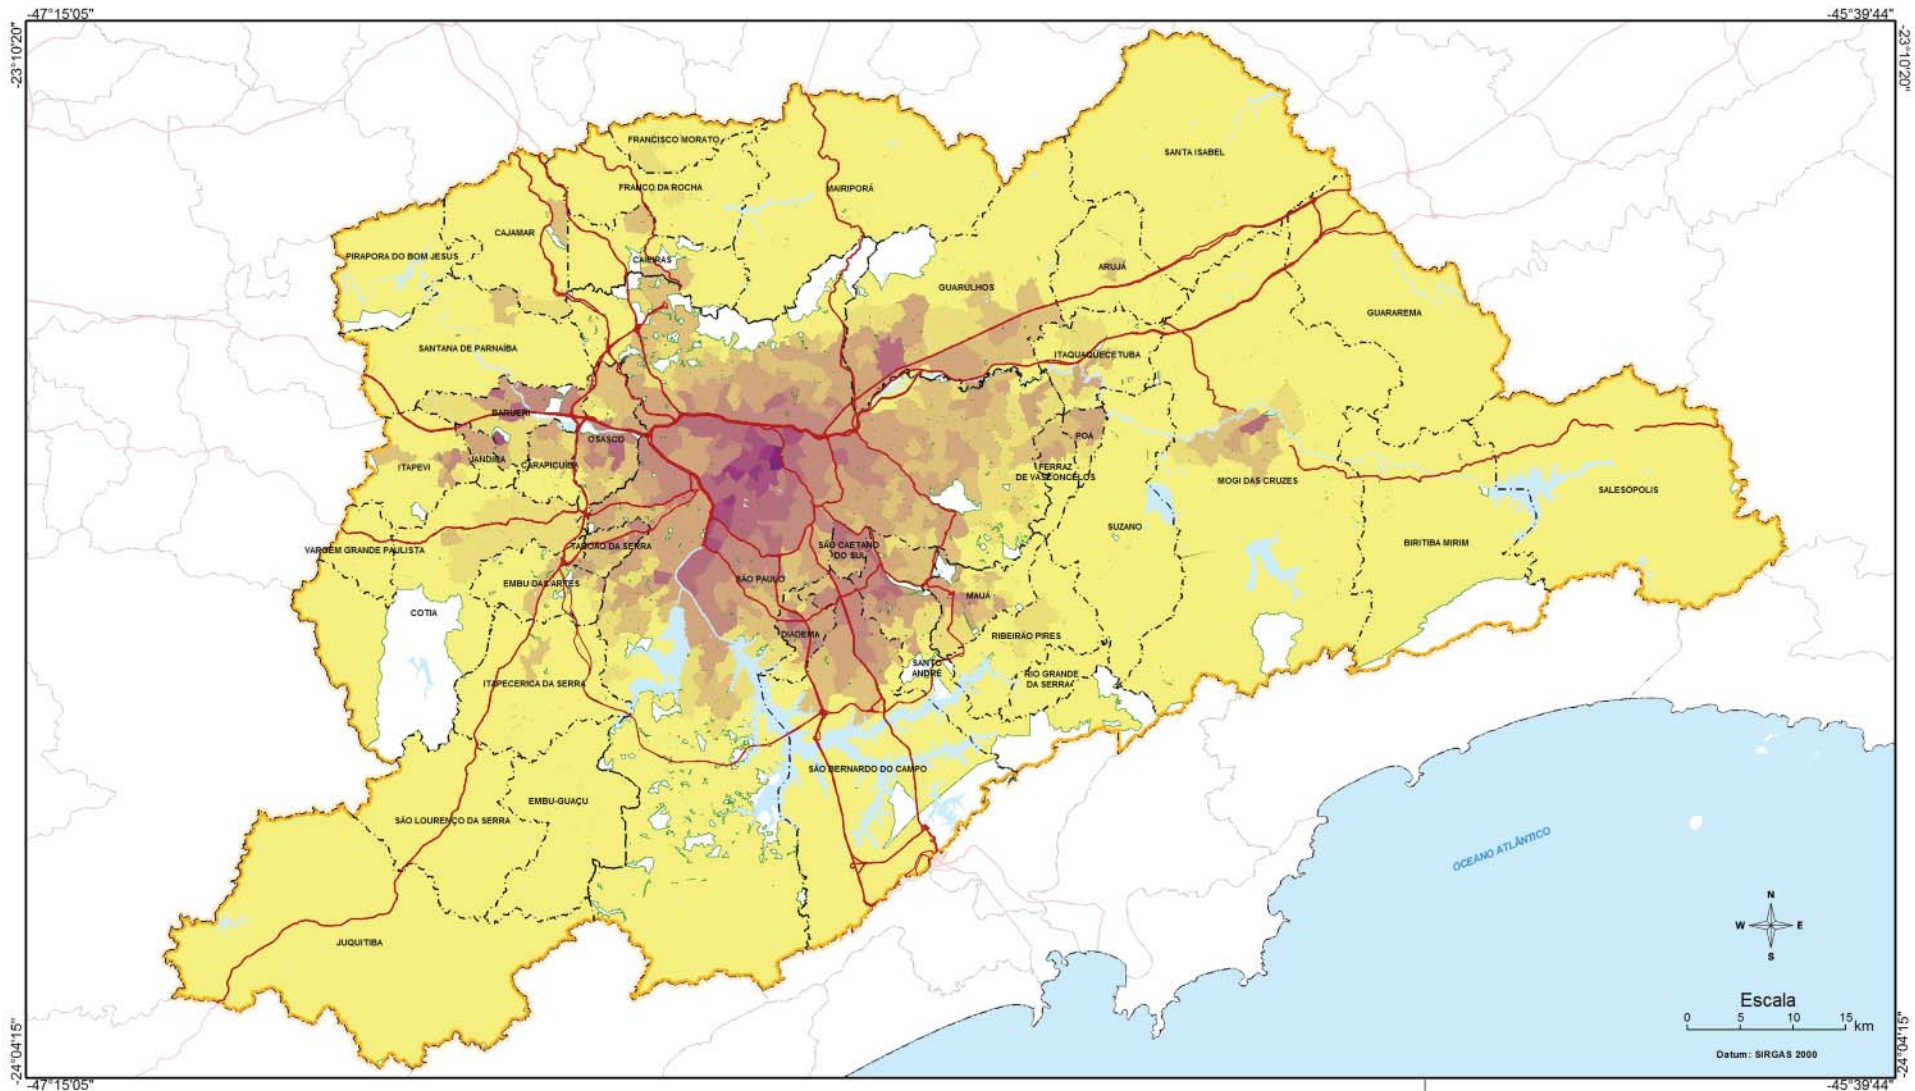 -47°15'05"
-45°39'44"
-23°10'20"
-23°10'20"
FRANCISCO MORATO
SANTA ISABEL
FRANCO DA ROCHA
MAIRIPORÃ
CAJAMAR
PIRAPORA DO BOM JESUS
CAIEIRAS
ARUJÁ
GUARULHOS
GUARAREMA
SANTANA DE PARNAÍBA
ITAQUAQUECETUBA
BARUERI
OSASCO
POÁ
JANDIRA
CARAPICUÍBA
ITAPEVI
FERRAZ
DE VASCONCELOS
MOGI DAS CRUZES
SALESÓPOLIS
SUZANO
VARGEM GRANDE PAULISTA
TABOÃO DA SERRA
SÃO CAETANO
DO SUL
BIRITIBA MIRIM
EMBU DAS ARTES
SÃO PAULO
MAUÁ
COTIA
DIADEMA
RIBEIRÃO PIRES
SANTO
ANDRÉ
RIO GRANDE
DA SERRA
ITAPECERICA DA SERRA
SÃO BERNARDO DO CAMPO
EMBU-GUAÇU
SÃO LOURENÇO DA SERRA
OCEANO ATLÂNTICO
JUQUITIBA
N
W E
S
Escala
0 5 10 15 km
Datum: SIRGAS 2000
-24°04'15"
-24°04'15"
-47°15'05"
-45°39'44"